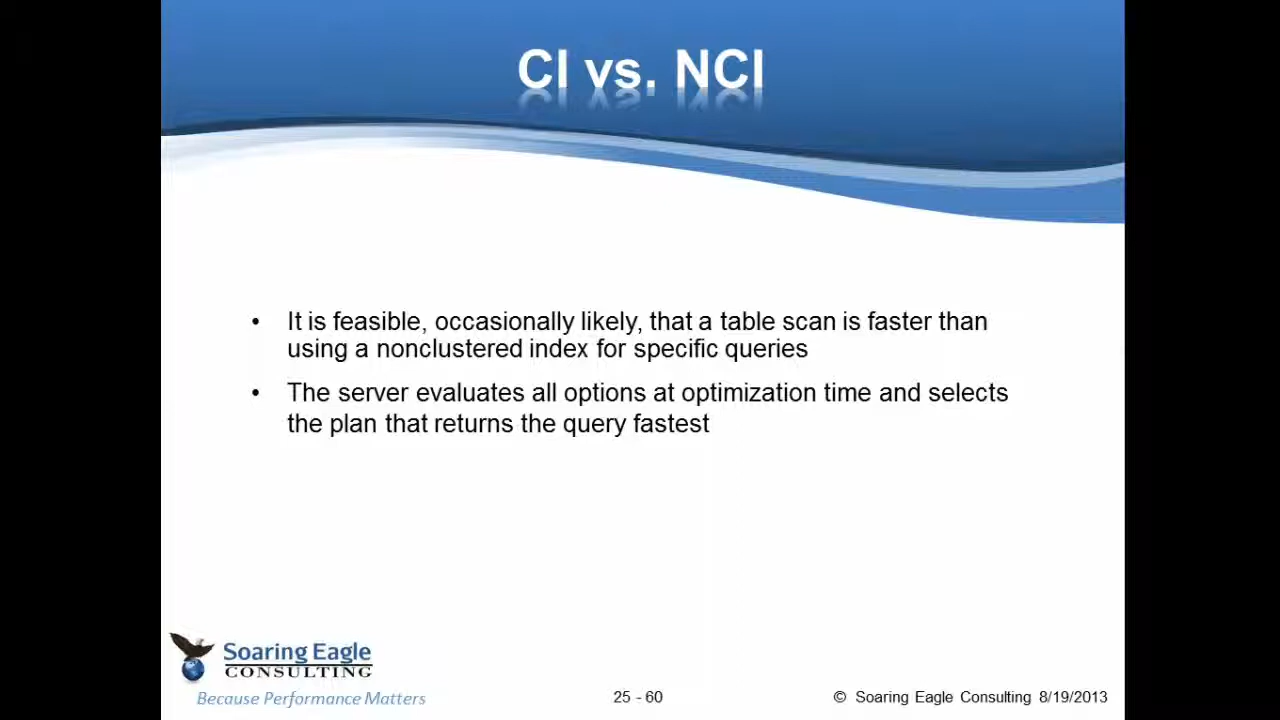 CI vs. NCI
• It is feasible, occasionally likely, that a table scan is faster than
using a nonclustered index for specific queries
• The server evaluates all options at optimization time and selects
the plan that returns the query fastest
Soaring Eagle
CONSULTING
Because Performance Matters
25 - 60
© Soaring Eagle Consulting 8/19/2013